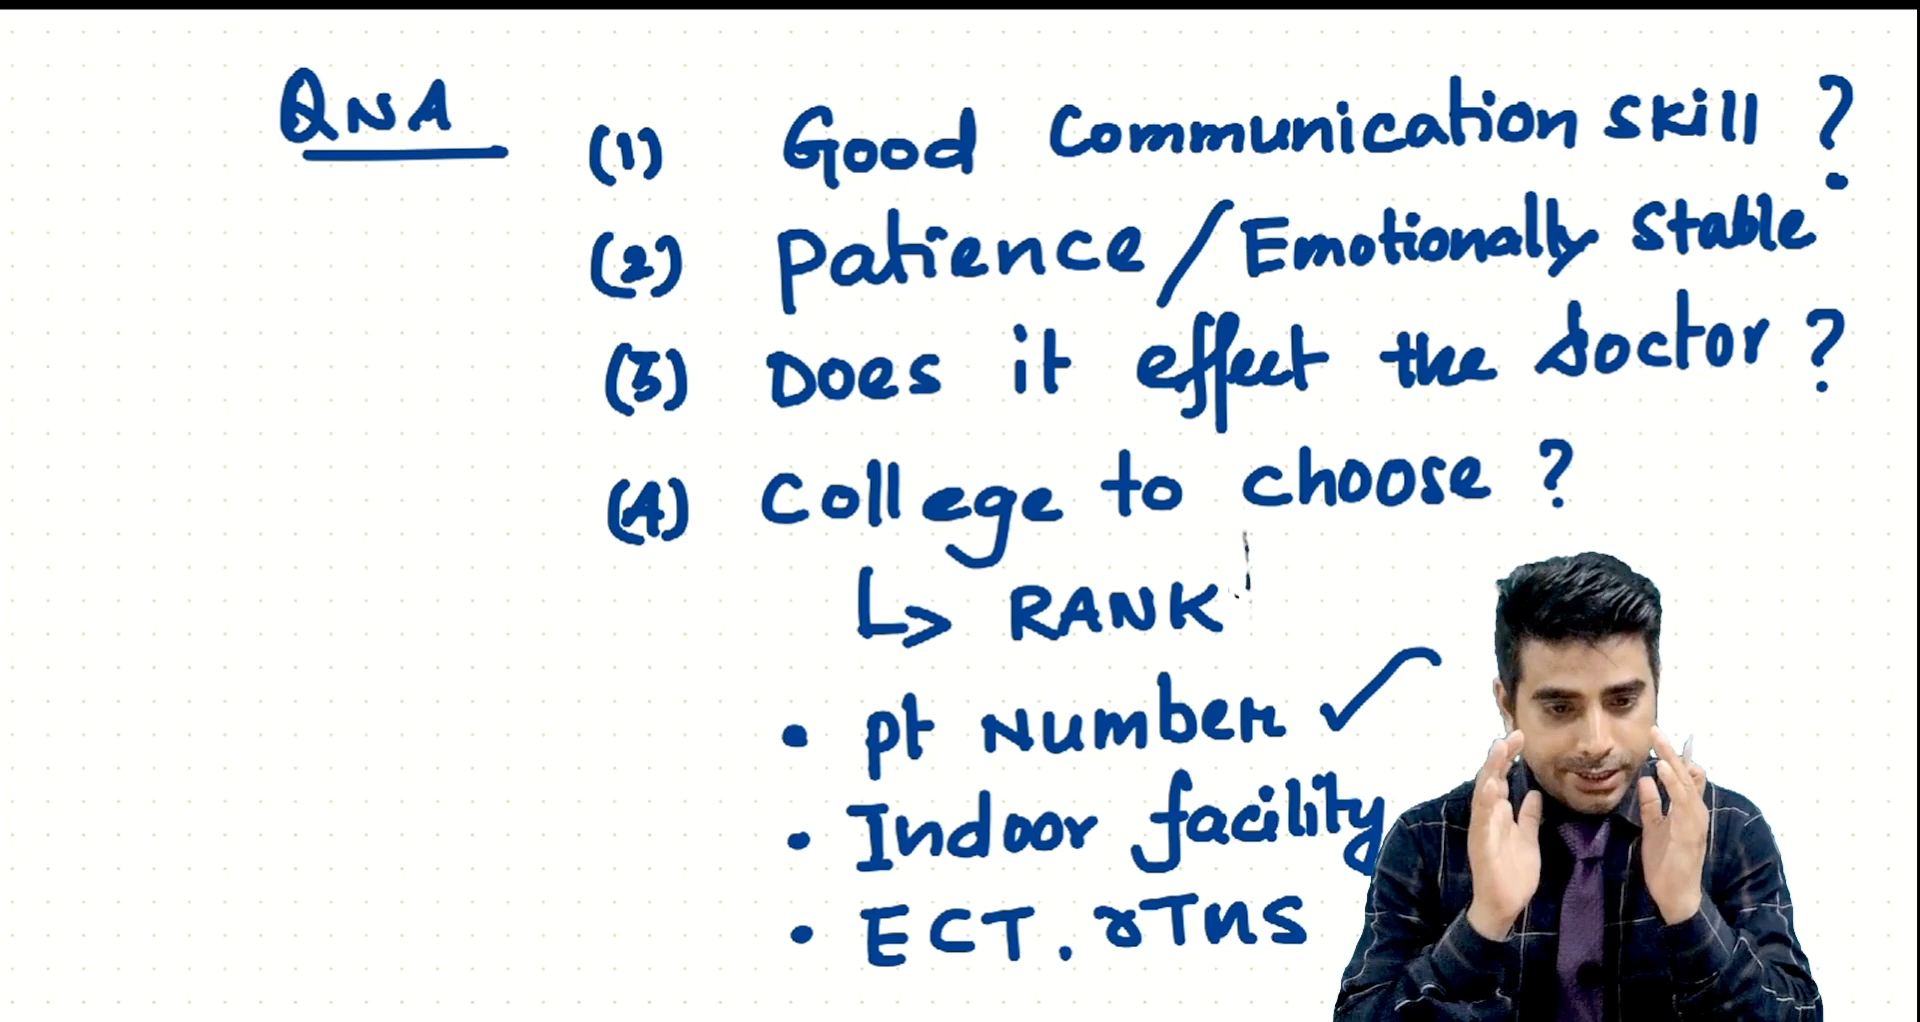 QNA
(1) Good Communication skill ?
(2) Patience/Emotionally stable
(3) Does it effect the doctor ?
(4) College to choose ?
↳ RANK
• pt Number ✓
• Indoor facility
• ECT. rTMS